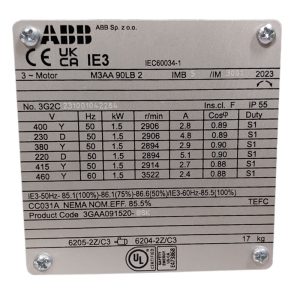 ABB ABB Sp. z o.o.
CE UK CA IE3 IEC60034-1
3 ~ Motor M3AA 90LB 2 IMB /IM 2023
No. 3G2C Ins.cl. F IP 55
V Hz kW r/min A Cosφ Duty
400 Y 50 1.5 2906 2.8 0.89 S1
230 D 50 1.5 2906 4.8 0.89 S1
380 Y 50 1.5 2894 2.9 0.90 S1
220 D 50 1.5 2894 5.1 0.90 S1
415 Y 50 1.5 2914 2.7 0.88 S1
460 Y 60 1.5 3522 2.4 0.88 S1
IE3-50Hz-85.1(100%)-86.1(75%)-86.6(50%)IE3-60Hz-85.5(100%)
CC031A NEMA NOM.EFF. 85.5% TEFC
Product Code 3GAA091520-
6205-2Z/C3 6204-2Z/C3 17 kg
UL